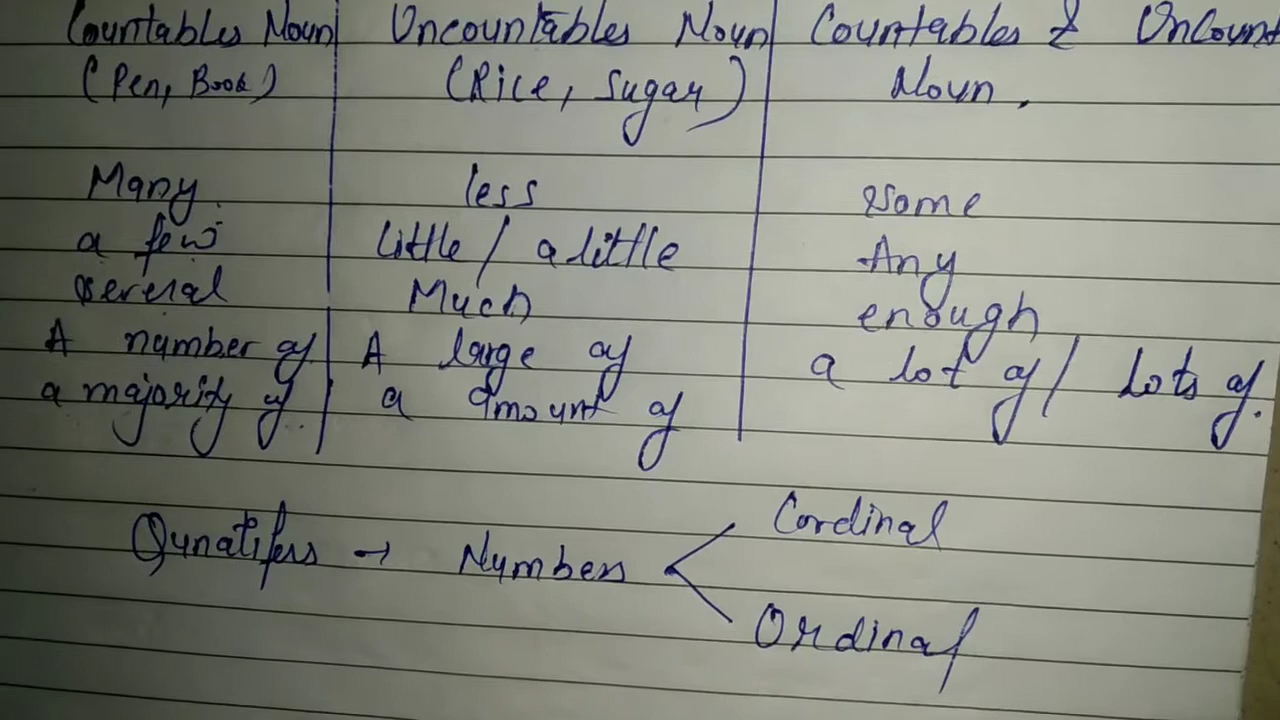 Countables Noun Uncountables Noun Countables & Uncount
(Pen, Book) (Rice, Sugar) Noun.
Many less some
a few little / a little Any
several Much enough
A number of A large of a lot of / Lots of.
a majority of. a amount of
Qunatifers → Numbers Cordinal
Ordinal